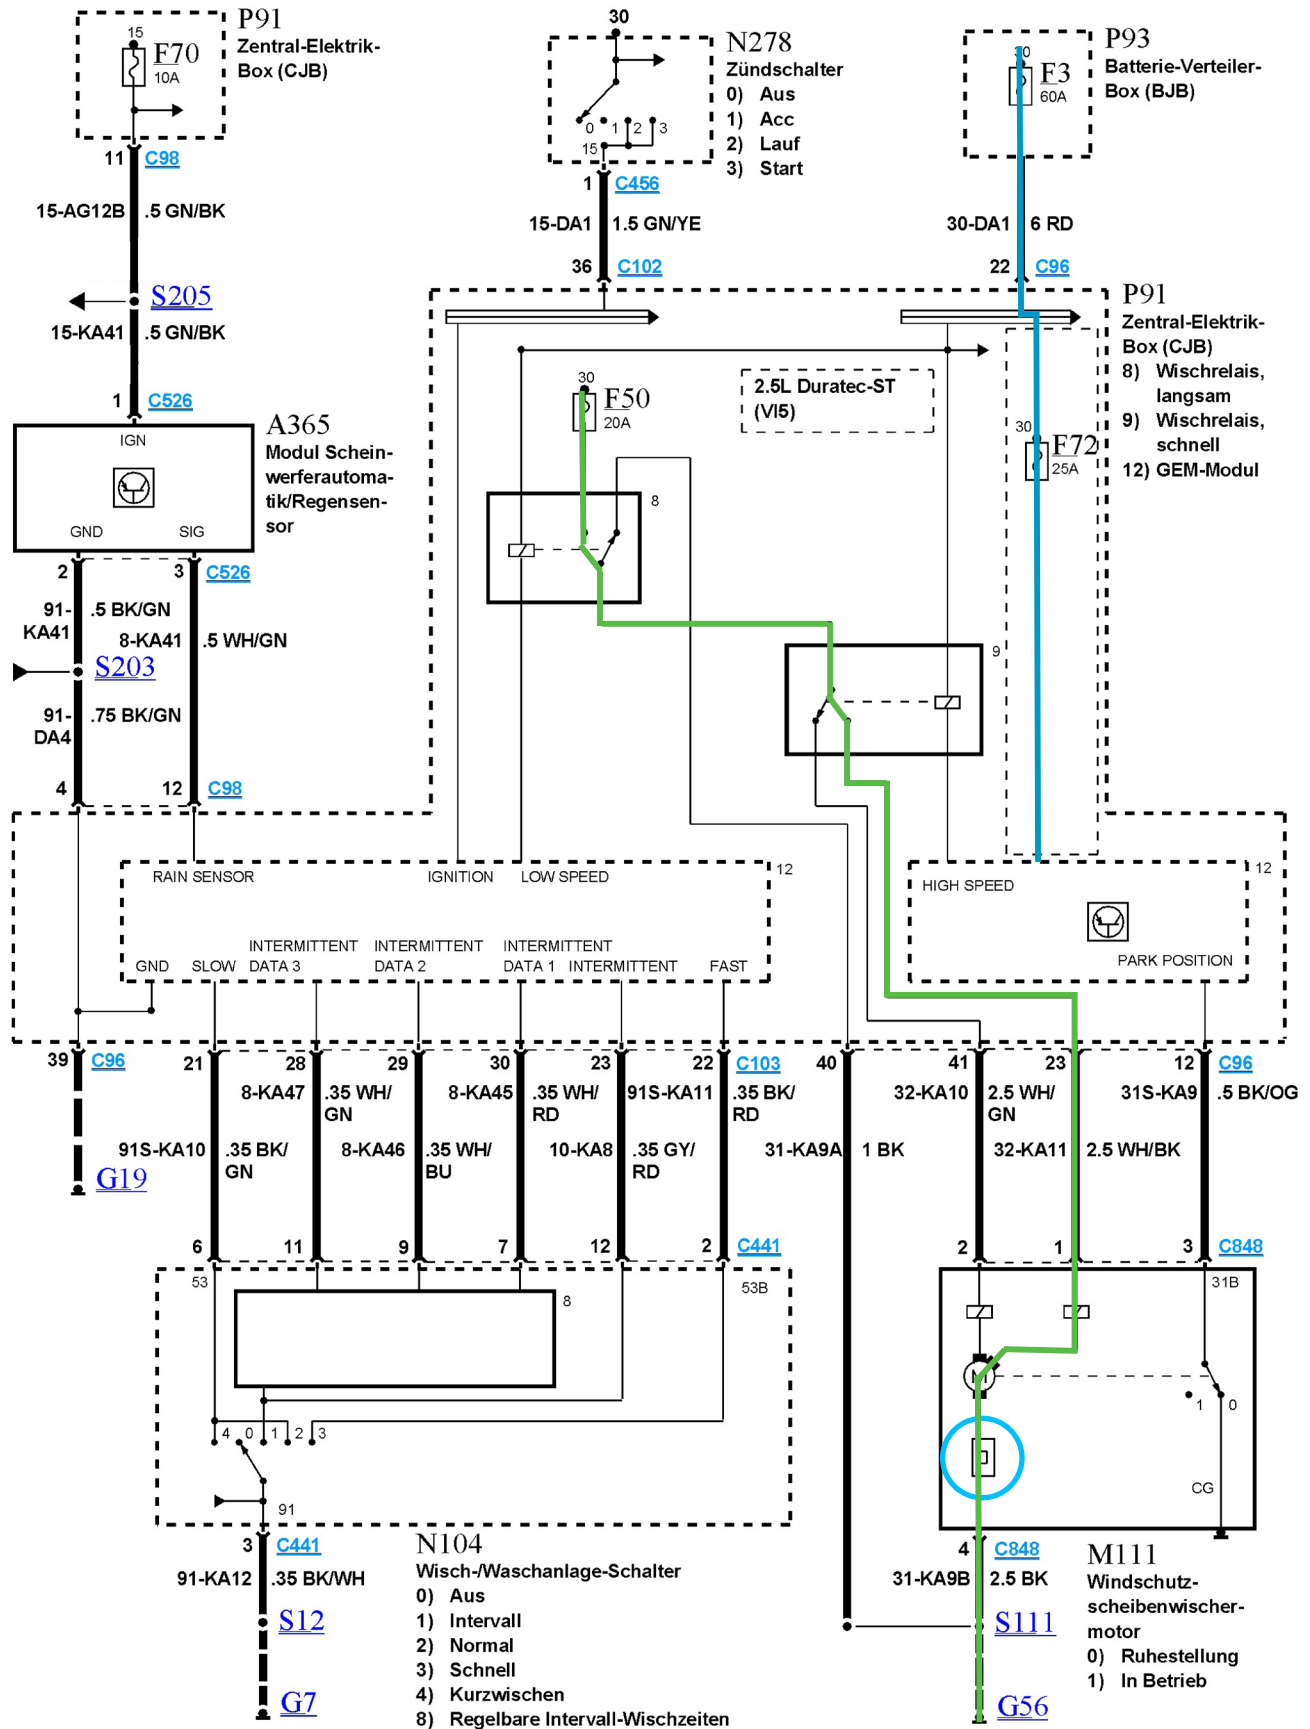 P91
Zentral-Elektrik-
Box (CJB)
15
F70
10A
11 C98
15-AG12B .5 GN/BK
S205
15-KA41 .5 GN/BK
1 C526
30
N278
Zündschalter
0) Aus
1) Acc
2) Lauf
3) Start
0 1 2 3
15
1 C456
15-DA1 1.5 GN/YE
36 C102
P93
Batterie-Verteiler-
Box (BJB)
30
F3
60A
30-DA1 6 RD
22 C96
IGN
A365
Modul Schein-
werferautoma-
tik/Regensen-
sor
GND SIG
2 3 C526
91-
KA41
.5 BK/GN
8-KA41 .5 WH/GN
S203
91-
DA4
.75 BK/GN
4 12 C98
P91
Zentral-Elektrik-
Box (CJB)
8) Wischrelais,
langsam
9) Wischrelais,
schnell
12) GEM-Modul
30
F50
20A
2.5L Duratec-ST
(VI5)
30
F72
25A
8
9
RAIN SENSOR IGNITION LOW SPEED 12
HIGH SPEED 12
GND SLOW
INTERMITTENT
DATA 3
INTERMITTENT
DATA 2
INTERMITTENT
DATA 1
INTERMITTENT FAST
PARK POSITION
39 C96 21 28 29 30 23 22 C103 40 41 23 12 C96
8-KA47 .35 WH/
GN
8-KA45 .35 WH/
RD
91S-KA11 .35 BK/
RD
32-KA10 2.5 WH/
GN
31S-KA9 .5 BK/OG
91S-KA10 .35 BK/
GN
8-KA46 .35 WH/
BU
10-KA8 .35 GY/
RD
31-KA9A 1 BK
32-KA11 2.5 WH/BK
G19
6 11 9 7 12 2 C441 2 1 3 C848
53 53B
8
4 0 1 2 3
91
31B
M
1 0
CG
3 C441
91-KA12 .35 BK/WH
S12
G7
N104
Wisch-/Waschanlage-Schalter
0) Aus
1) Intervall
2) Normal
3) Schnell
4) Kurzwischen
8) Regelbare Intervall-Wischzeiten
4 C848
31-KA9B 2.5 BK
S111
G56
M111
Windschutz-
scheibenwischer-
motor
0) Ruhestellung
1) In Betrieb